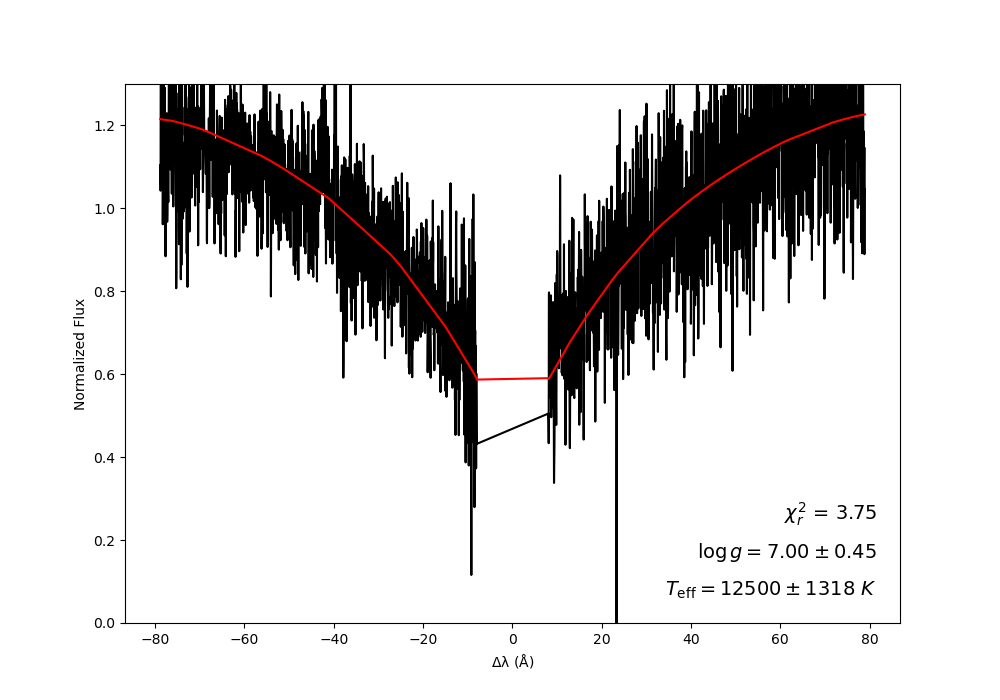 Normalized Flux
1.2
1.0
0.8
0.6
0.4
0.2
0.0
χ²ᵣ = 3.75
log g = 7.00 ± 0.45
T_eff = 12500 ± 1318 K
−80 −60 −40 −20 0 20 40 60 80
Δλ (Å)